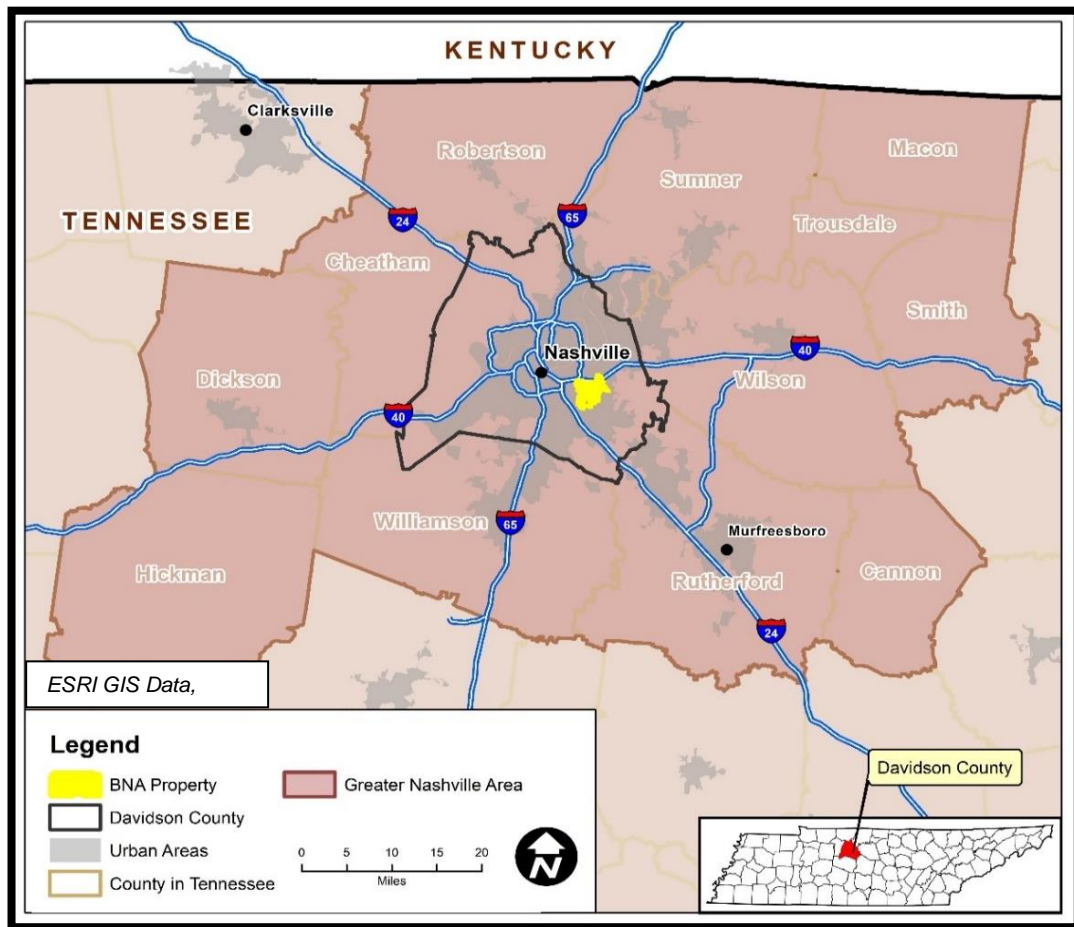 KENTUCKY
Clarksville
Robertson
Macon
Sumner
TENNESSEE
24
65
Trousdale
Cheatham
Smith
Nashville
40
Dickson
Wilson
40
Williamson
65
Murfreesboro
Hickman
Rutherford
Cannon
24
ESRI GIS Data,
Legend
BNA Property
Greater Nashville Area
Davidson County
Urban Areas
County in Tennessee
0 5 10 15 20
Miles
N
Davidson County